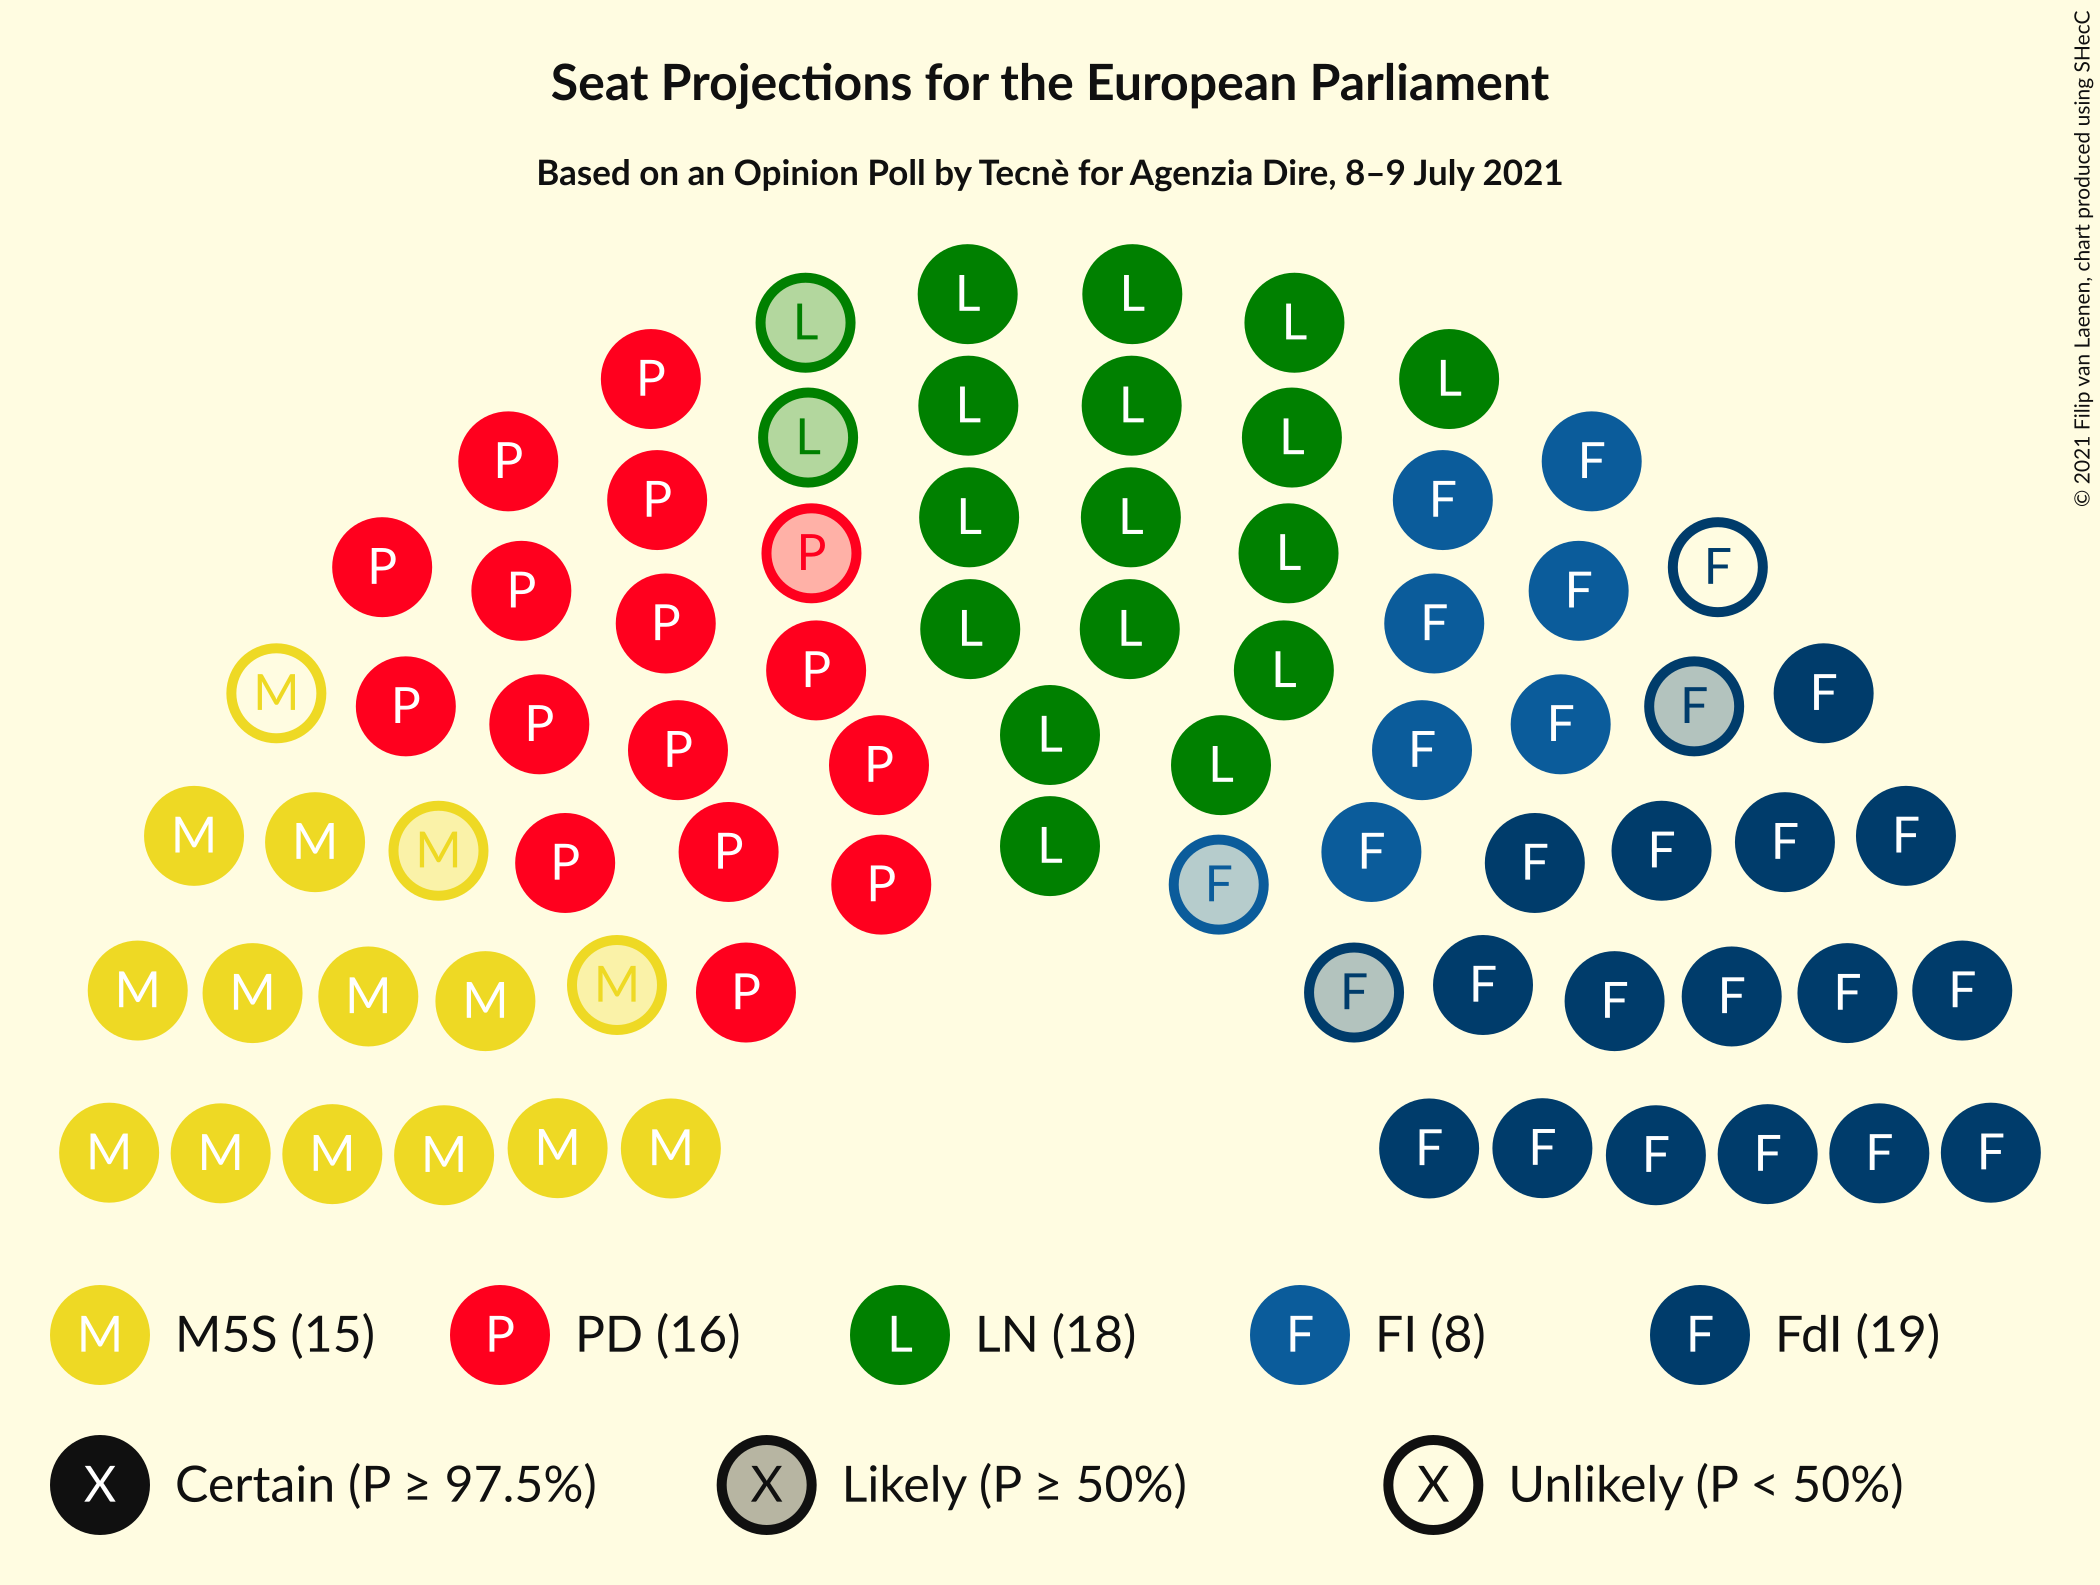 Seat Projections for the European Parliament
Based on an Opinion Poll by Tecnè for Agenzia Dire, 8–9 July 2021
© 2021 Filip van Laenen, chart produced using SHecC
L L L L
P L
P F
L L L L
P F
P P L L F F
P L
P F F
L L
P F
M P F F
P L
P P F F
P L
L
M M M P P F F F F F
P L F
M M M M M P F F F F F F
M M M M M M F F F F F F
M M5S (15) P PD (16) L LN (18) F FI (8) F FdI (19)
X Certain (P ≥ 97.5%) X Likely (P ≥ 50%) X Unlikely (P < 50%)